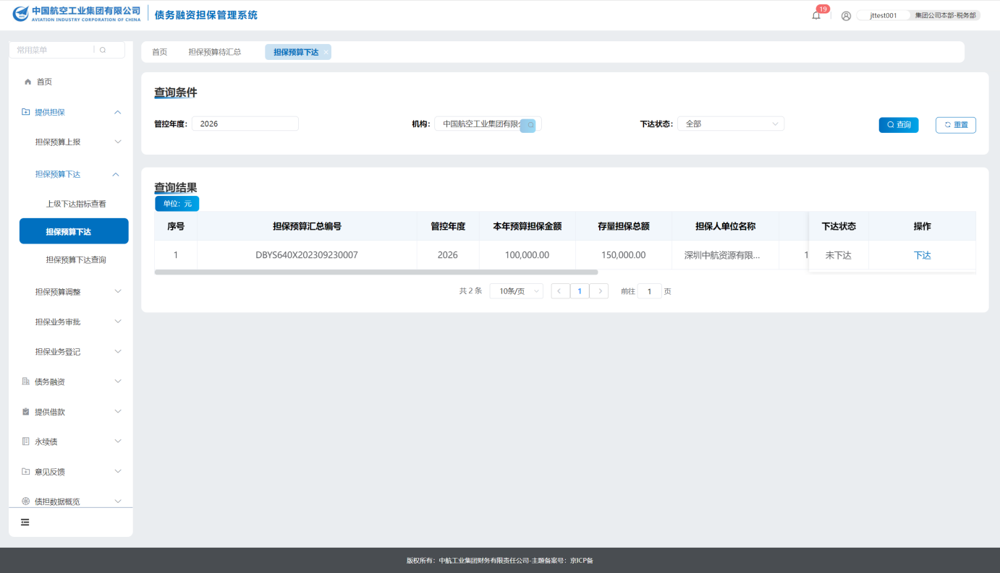 中国航空工业集团有限公司
AVIATION INDUSTRY CORPORATION OF CHINA
债务融资担保管理系统
19
jttest001
集团公司本部-税务部
常用菜单
首页
提供担保
担保预算上报
担保预算下达
上级下达指标查看
担保预算下达
担保预算下达查询
担保预算调整
担保业务审批
担保业务登记
债务融资
提供借款
永续债
意见反馈
债担数据概览
首页 担保预算待汇总 担保预算下达
查询条件
管控年度: 2026 机构: 中国航空工业集团有限 下达状态: 全部 查询 重置
查询结果
单位: 元
序号 担保预算汇总编号 管控年度 本年预算担保金额 存量担保总额 担保人单位名称 下达状态 操作
1 DBYS640X202309230007 2026 100,000.00 150,000.00 深圳中航资源有限... 1 未下达 下达
共 2 条 10条/页 1 前往 1 页
版权所有: 中航工业集团财务有限责任公司-主题备案号: 京ICP备